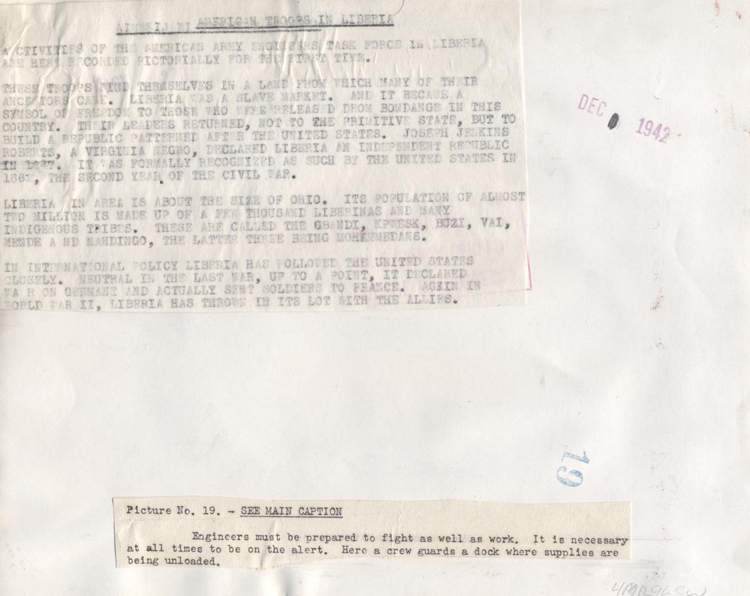 AMERICAN TROOPS IN LIBERIA
ACTIVITIES OF THE AMERICAN ARMY ENGINEERS TASK FORCE IN LIBERIA
ARE HERE RECORDED PICTORIALLY FOR THE FIRST TIME.
THESE TROOPS FIND THEMSELVES IN A LAND FROM WHICH MANY OF THEIR
ANCESTORS CAME. LIBERIA WAS A SLAVE MARKET. AND IT BECAME A
SYMBOL OF FREEDOM TO THOSE WHO WERE RELEASED DROM BONDANGE IN THIS
COUNTRY. THEIR LEADERS RETURNED, NOT TO THE PRIMITIVE STATE, BUT TO
BUILD A REPUBLIC PATTERNED AFTER THE UNITED STATES. JOSEPH JENKINS
ROBERTS, A VIRGINIA NEGRO, DECLARED LIBERIA AN INDEPENDENT REPUBLIC
IN IT WAS FORMALLY RECOGNIZED AS SUCH BY THE UNITED STATES IN
THE SECOND YEAR OF THE CIVIL WAR.
LIBERIA IN AREA IS ABOUT THE SIZE OF OHIO. ITS POPULATION OF ALMOST
TWO MILLION IS MADE UP OF A FEW THOUSAND LIBERINAS AND MANY
INDIGENOUS TRIBES. THESE ARE CALLED THE GBANDI, BUZI, VAI,
MENDE A ND MANDINGO, THE LATTER THREE BEING MOHAMMEDANS.
IN INTERNATIONAL POLICY LIBERIA HAS FOLLOWED THE UNITED STATES
CLOSELY. NEUTRAL IN THE LAST WAR, UP TO A POINT, IT DECLARED
WA R ON GERMANY AND ACTUALLY SENT SOLDIERS TO FRANCE. AGAIN IN
WORLD WAR II, LIBERIA HAS THROWN IN ITS LOT WITH THE ALLIES.
DEC 1942
19
Picture No. 19. - SEE MAIN CAPTION
Engineers must be prepared to fight as well as work. It is necessary
at all times to be on the alert. Here a crew guards a dock where supplies are
being unloaded.